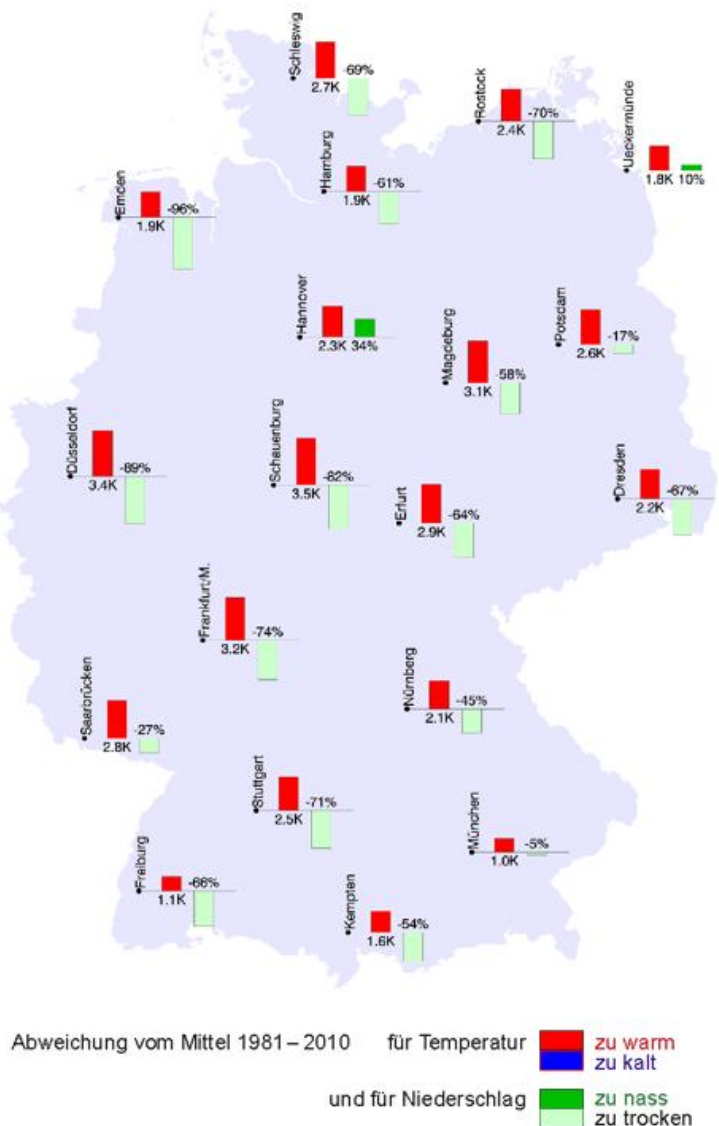 Schleswig
2.7K
-69%
Rostock
2.4K
-70%
Ueckermünde
1.8K 10%
Hamburg
1.9K
-61%
Emden
1.9K
-96%
Hannover
2.3K 34%
Magdeburg
3.1K
-58%
Potsdam
2.6K
-17%
Düsseldorf
3.4K
-89%
Schauenburg
3.5K
-82%
Erfurt
2.9K
-64%
Dresden
2.2K
-67%
Frankfurt/M.
3.2K
-74%
Saarbrücken
2.8K
-27%
Nürnberg
2.1K
-45%
Stuttgart
2.5K
-71%
München
1.0K
-5%
Freiburg
1.1K
-66%
Kempten
1.6K
-54%
Abweichung vom Mittel 1981 – 2010 für Temperatur zu warm
zu kalt
und für Niederschlag zu nass
zu trocken